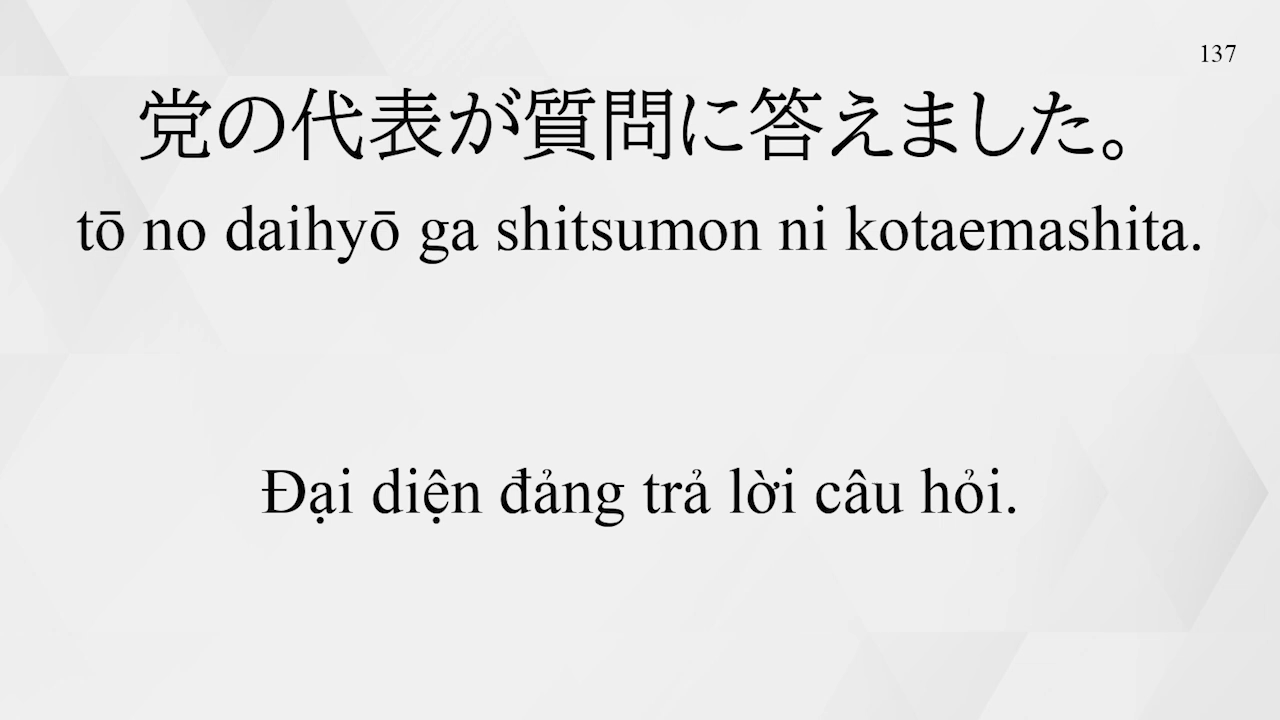 137
党の代表が質問に答えました。
tō no daihyō ga shitsumon ni kotaemashita.
Đại diện đảng trả lời câu hỏi.